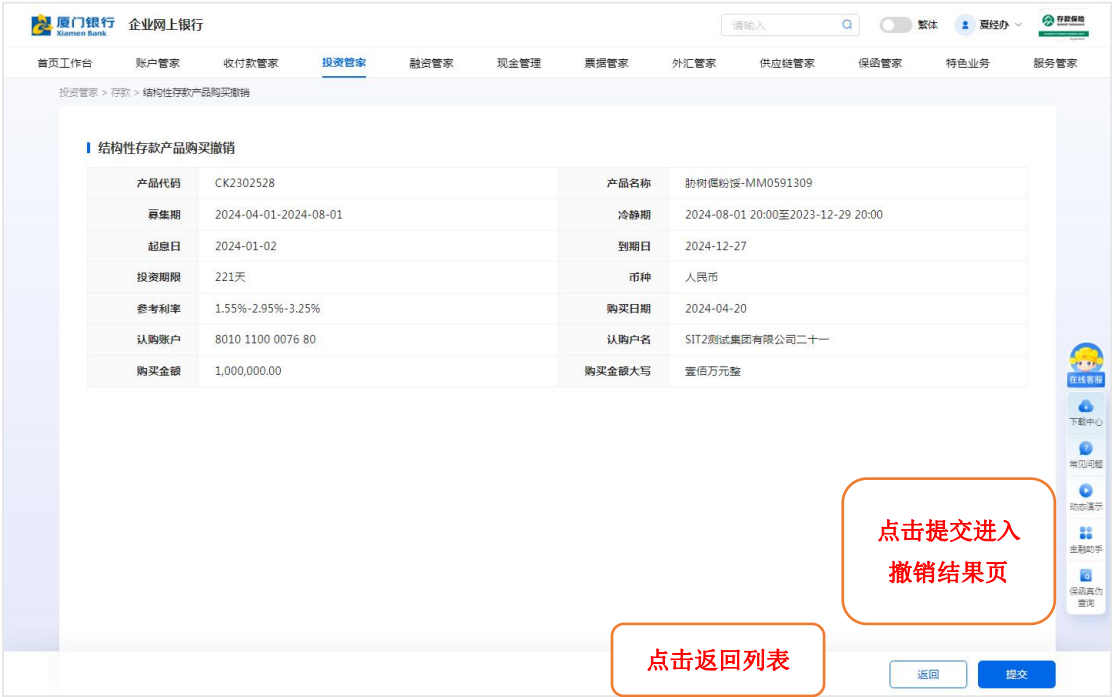 厦门银行 企业网上银行
Xiamen Bank
请输入
繁体
夏经办
存款保险
首页工作台 账户管家 收付款管家 投资管家 融资管家 现金管理 票据管家 外汇管家 供应链管家 保函管家 特色业务 服务管家
投资管家 > 存款 > 结构性存款产品购买撤销
结构性存款产品购买撤销
产品代码 CK2302528 产品名称 肋树倱粉馁-MM0591309
募集期 2024-04-01-2024-08-01 冷静期 2024-08-01 20:00至2023-12-29 20:00
起息日 2024-01-02 到期日 2024-12-27
投资期限 221天 币种 人民币
参考利率 1.55%-2.95%-3.25% 购买日期 2024-04-20
认购账户 8010 1100 0076 80 认购户名 SIT2测试集团有限公司二十一
购买金额 1,000,000.00 购买金额大写 壹佰万元整
在线客服
下载中心
常见问题
动态演示
金融助手
保函真伪
查询
点击提交进入
撤销结果页
点击返回列表
返回 提交